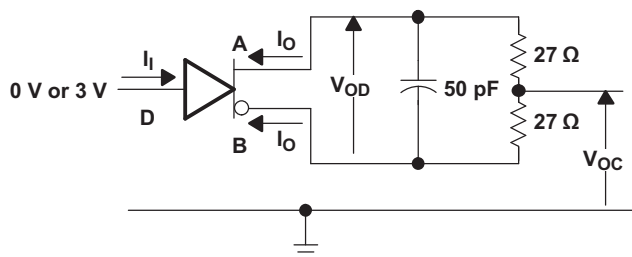 A
I_O
I_I
0 V or 3 V
D
V_OD
50 pF
27 Ω
27 Ω
B
I_O
V_OC